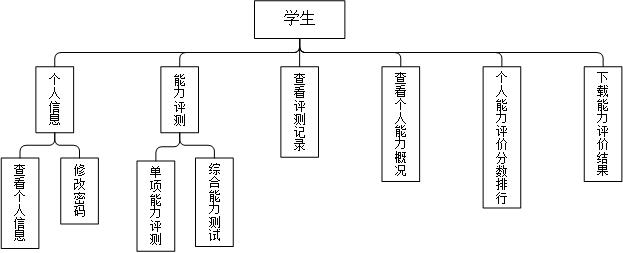 学生
个人信息
能力评测
查看评测记录
查看个人能力概况
个人能力评价分数排行
下载能力评价结果
查看个人信息
修改密码
单项能力评测
综合能力测试